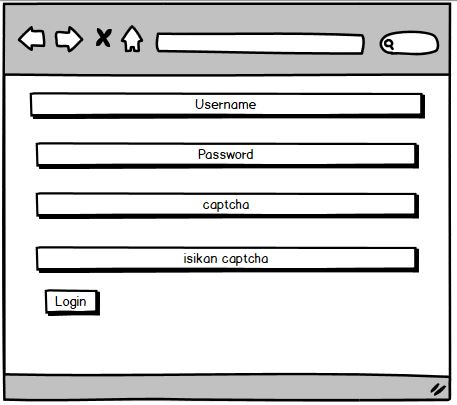 Username
Password
captcha
isikan captcha
Login